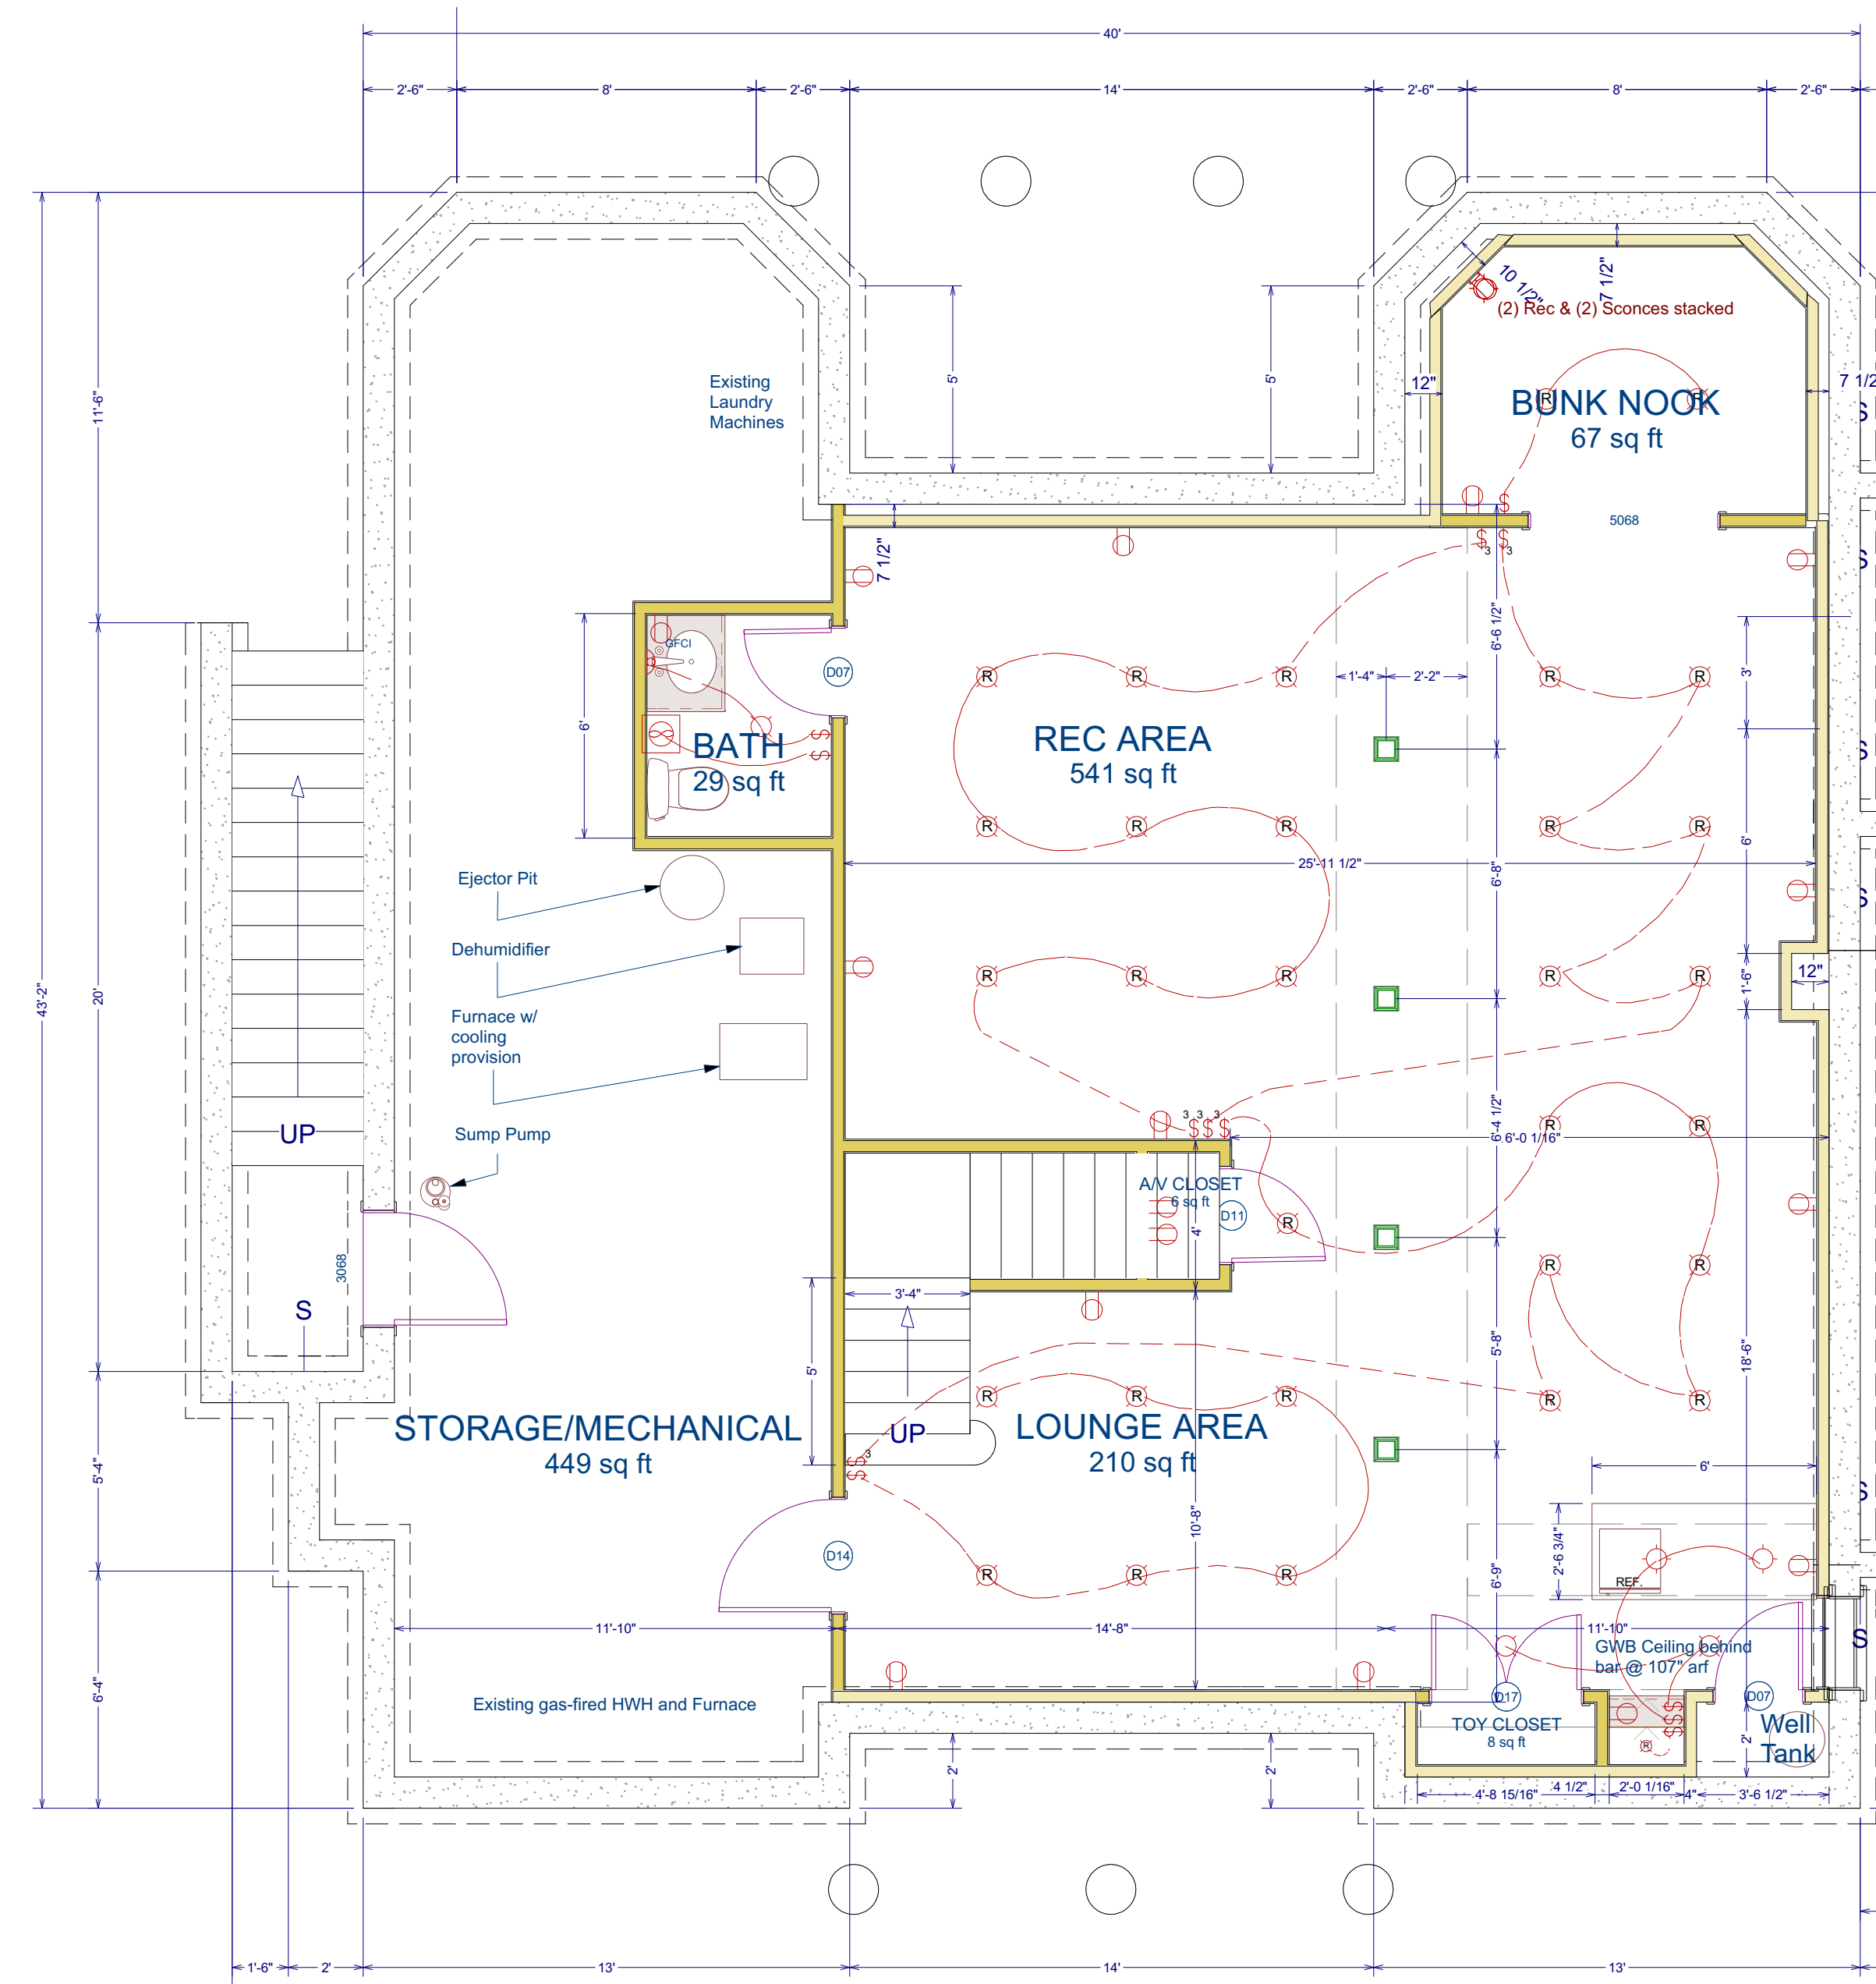 40'
2'-6"
8'
2'-6"
14'
2'-6"
8'
2'-6"
10 1/2"
7 1/2"
(2) Rec & (2) Sconces stacked
5'
5'
12"
7 1/2
S
Existing
Laundry
Machines
BUNK NOOK
67 sq ft
R
R
11'-6"
$
5068
$
3
$
3
7 1/2"
S
6'-6 1/2"
GFCI
D07
R
R
R
1'-4"
2'-2"
R
R
3'
6'
BATH
29 sq ft
$
$
REC AREA
541 sq ft
S
R
R
R
R
R
6'
25'-11 1/2"
6'-8"
Ejector Pit
S
Dehumidifier
R
R
R
R
R
12"
1'-6"
43'-2"
20'
Furnace w/
cooling
provision
UP
Sump Pump
3
3
3
$
$
$
R
R
6'-4 1/2"
6'-0 1/16"
A/V CLOSET
6 sq ft
D11
R
4'
3068
S
R
R
3'-4"
5'
5'-8"
18'-6"
R
R
R
R
R
STORAGE/MECHANICAL
449 sq ft
UP
LOUNGE AREA
210 sq ft
$
3
$
6'
S
5'-4"
10'-8"
2'-6 3/4"
D14
R
R
R
6'-9"
REF.
11'-10"
14'-8"
11'-10"
S
GWB Ceiling behind
bar @ 107" arf
6'-4"
Existing gas-fired HWH and Furnace
D17
D07
TOY CLOSET
8 sq ft
$
$
$
R
Well
Tank
2'
2'
2'
4'-8 15/16"
4 1/2"
2'-0 1/16"
4"
3'-6 1/2"
1'-6"
2'
13'
14'
13'